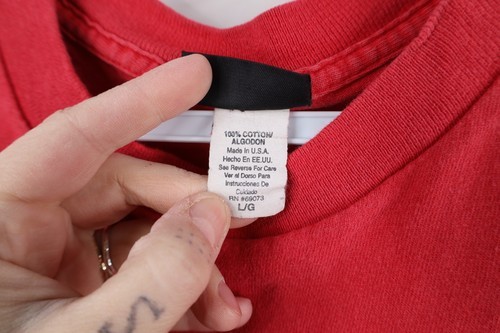 100% COTTON/
ALGODON
Made in U.S.A.
Hecho En EE.UU.
See Reverse For Care
Ver el Dorso Para
Instrucciones De
Cuidado
RN #69073
L/G